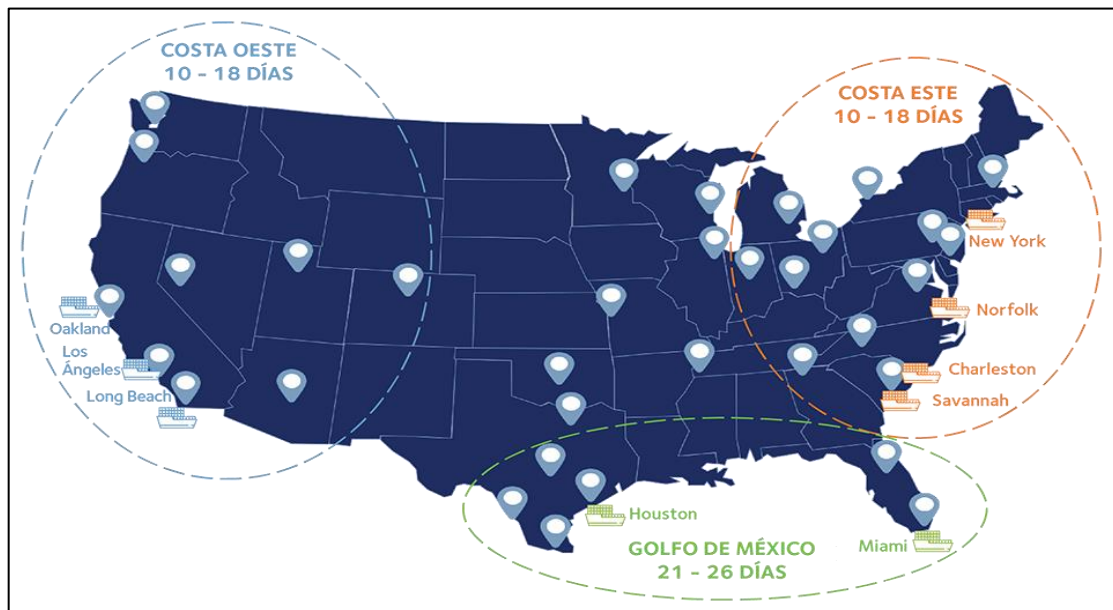 COSTA OESTE
10 – 18 DÍAS
COSTA ESTE
10 – 18 DÍAS
New York
Norfolk
Oakland
Los
Ángeles
Long Beach
Charleston
Savannah
Houston
Miami
GOLFO DE MÉXICO
21 – 26 DÍAS